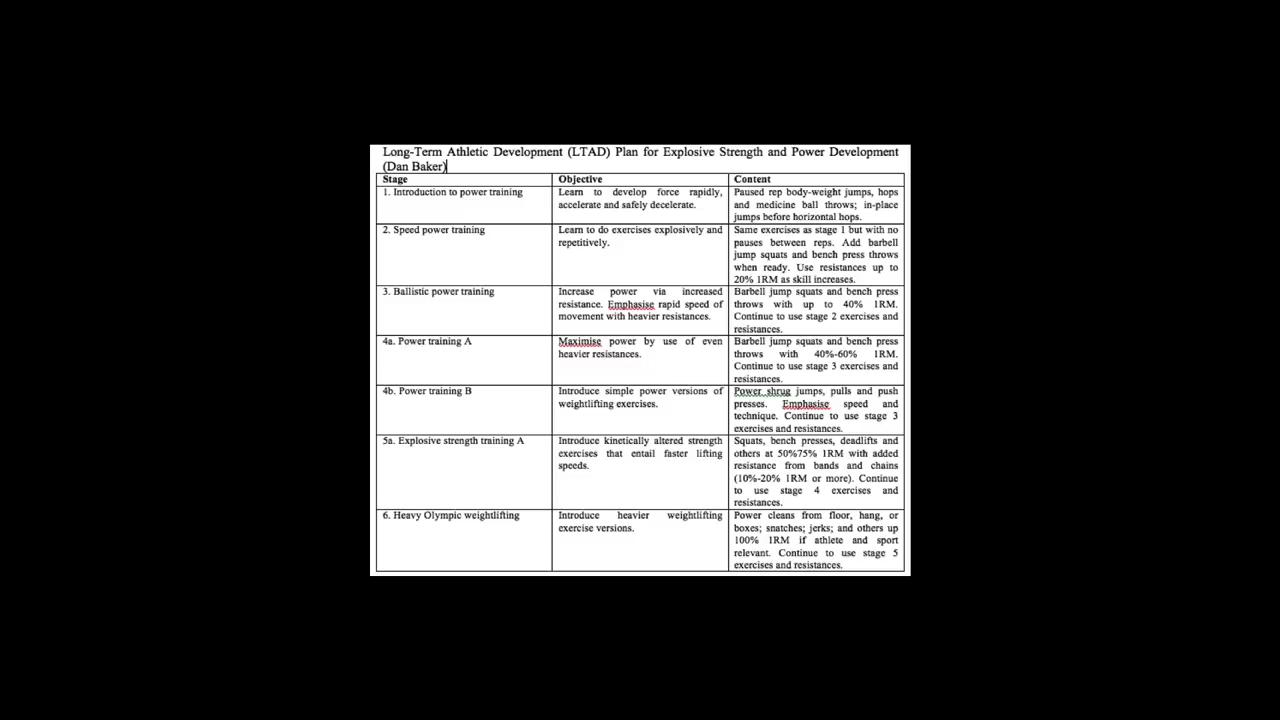 Long-Term Athletic Development (LTAD) Plan for Explosive Strength and Power Development
(Dan Baker)
Stage Objective Content
1. Introduction to power training
Learn to develop force rapidly,
accelerate and safely decelerate.
Paused rep body-weight jumps, hops
and medicine ball throws; in-place
jumps before horizontal hops.
2. Speed power training
Learn to do exercises explosively and
repetitively.
Same exercises as stage 1 but with no
pauses between reps. Add barbell
jump squats and bench press throws
when ready. Use resistances up to
20% 1RM as skill increases.
3. Ballistic power training
Increase power via increased
resistance. Emphasise rapid speed of
movement with heavier resistances.
Barbell jump squats and bench press
throws with up to 40% 1RM.
Continue to use stage 2 exercises and
resistances.
4a. Power training A
Maximise power by use of even
heavier resistances.
Barbell jump squats and bench press
throws with 40%-60% 1RM.
Continue to use stage 3 exercises and
resistances.
4b. Power training B
Introduce simple power versions of
weightlifting exercises.
Power shrug jumps, pulls and push
presses. Emphasise speed and
technique. Continue to use stage 3
exercises and resistances.
5a. Explosive strength training A
Introduce kinetically altered strength
exercises that entail faster lifting
speeds.
Squats, bench presses, deadlifts and
others at 50%75% 1RM with added
resistance from bands and chains
(10%-20% 1RM or more). Continue
to use stage 4 exercises and
resistances.
6. Heavy Olympic weightlifting
Introduce heavier weightlifting
exercise versions.
Power cleans from floor, hang, or
boxes; snatches; jerks; and others up
100% 1RM if athlete and sport
relevant. Continue to use stage 5
exercises and resistances.